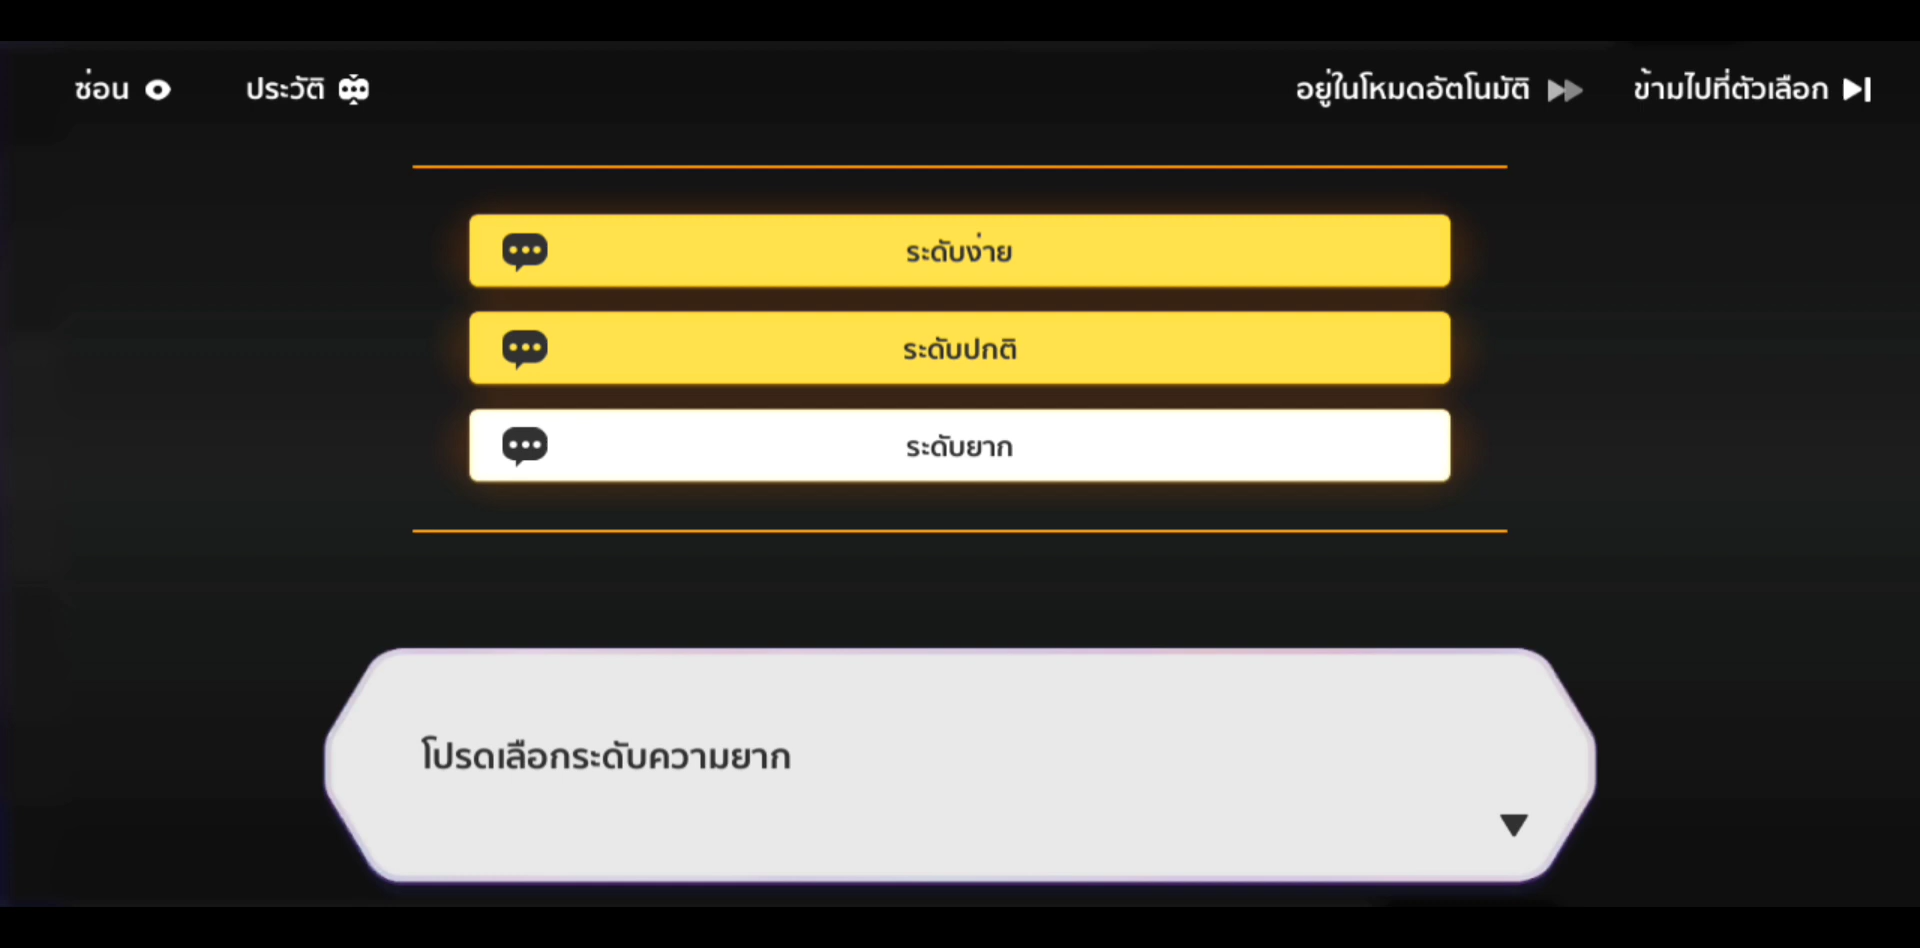 ซ่อน ประวัติ อยู่ในโหมดอัตโนมัติ ข้ามไปที่ตัวเลือก
ระดับง่าย
ระดับปกติ
ระดับยาก
โปรดเลือกระดับความยาก